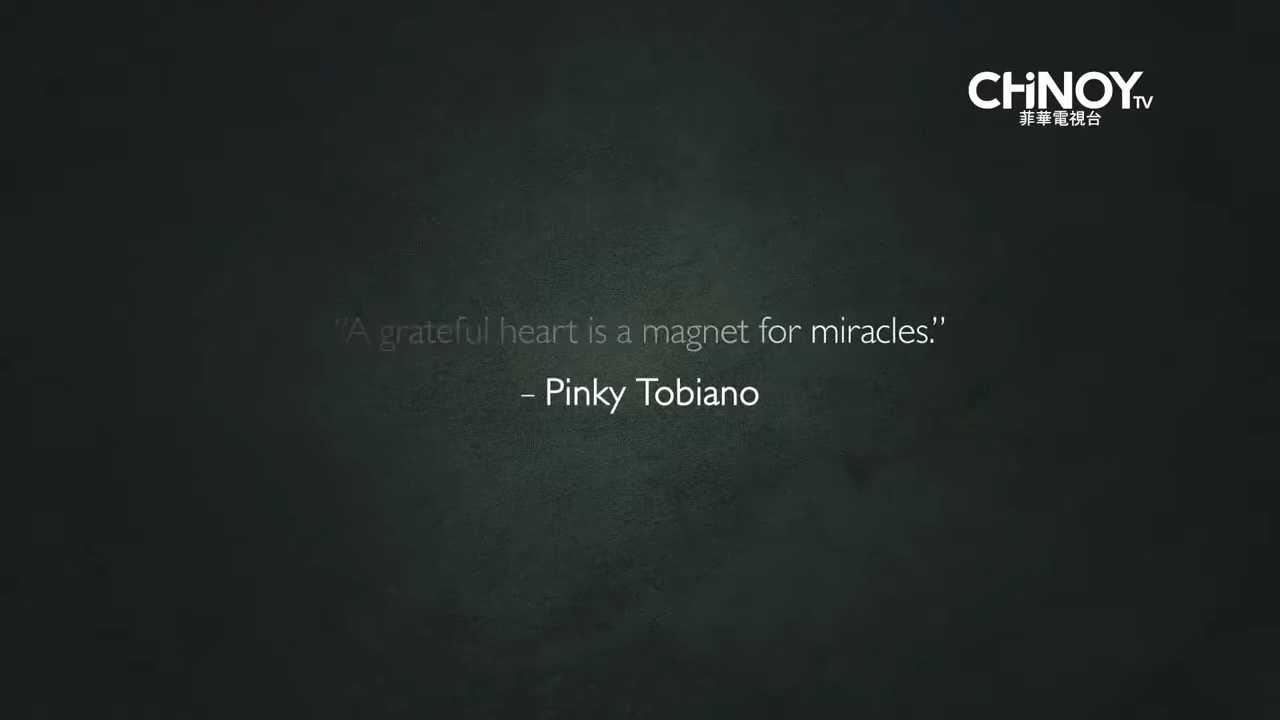 CHiNOY TV
菲華電視台
”A grateful heart is a magnet for miracles.”
– Pinky Tobiano